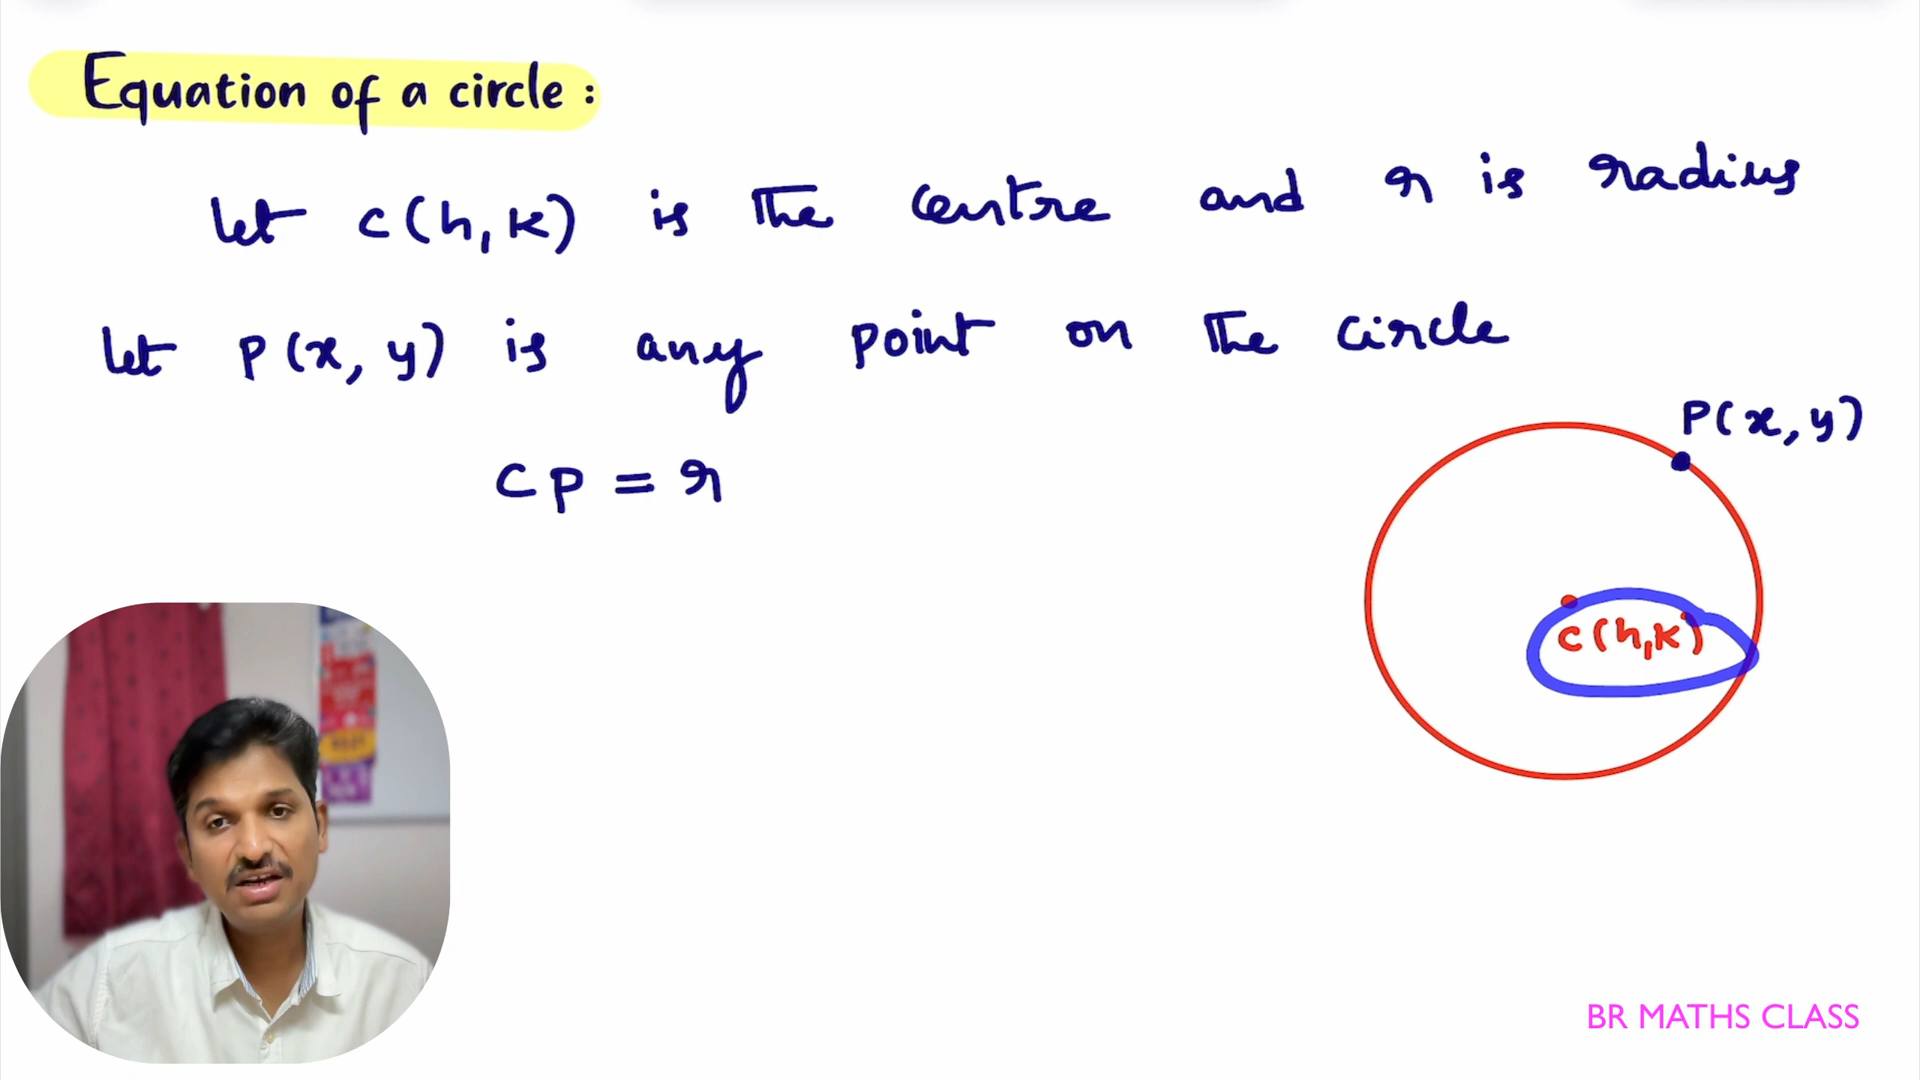 Equation of a circle :
let c(h, k) is the centre and r is radius
let P(x, y) is any point on the circle
P(x, y)
CP = r
c(h,k)
BR MATHS CLASS